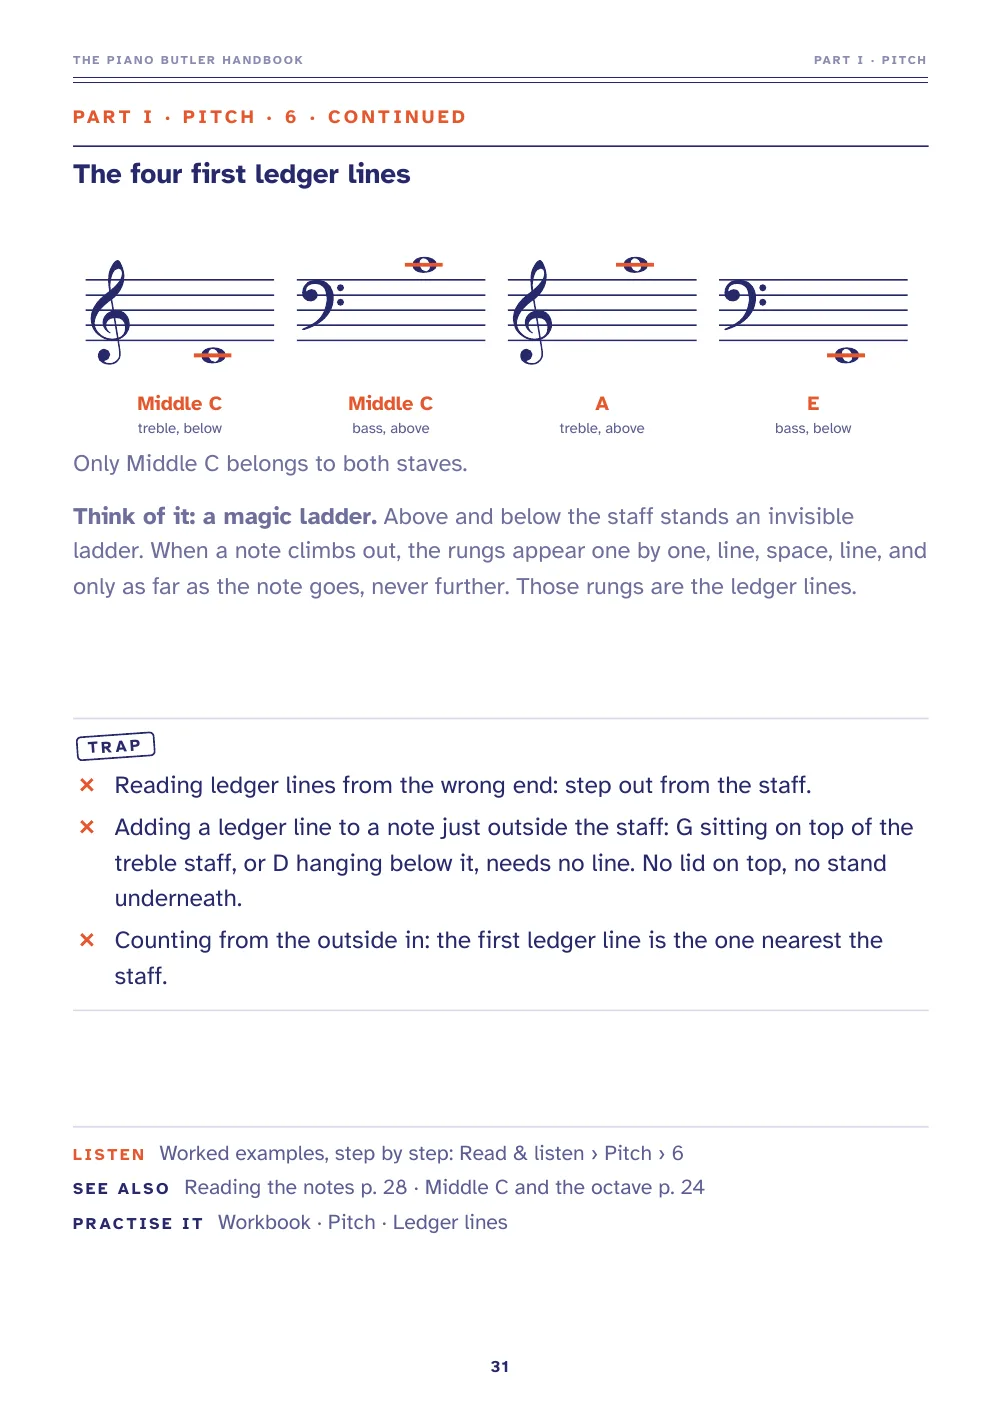 THE PIANO BUTLER HANDBOOK
PART I · PITCH
PART I · PITCH · 6 · CONTINUED
The four first ledger lines
Middle C
treble, below
Middle C
bass, above
A
treble, above
E
bass, below
Only Middle C belongs to both staves.
Think of it: a magic ladder. Above and below the staff stands an invisible
ladder. When a note climbs out, the rungs appear one by one, line, space, line, and
only as far as the note goes, never further. Those rungs are the ledger lines.
TRAP
× Reading ledger lines from the wrong end: step out from the staff.
× Adding a ledger line to a note just outside the staff: G sitting on top of the
treble staff, or D hanging below it, needs no line. No lid on top, no stand
underneath.
× Counting from the outside in: the first ledger line is the one nearest the
staff.
LISTEN Worked examples, step by step: Read & listen › Pitch › 6
SEE ALSO Reading the notes p. 28 · Middle C and the octave p. 24
PRACTISE IT Workbook · Pitch · Ledger lines
31